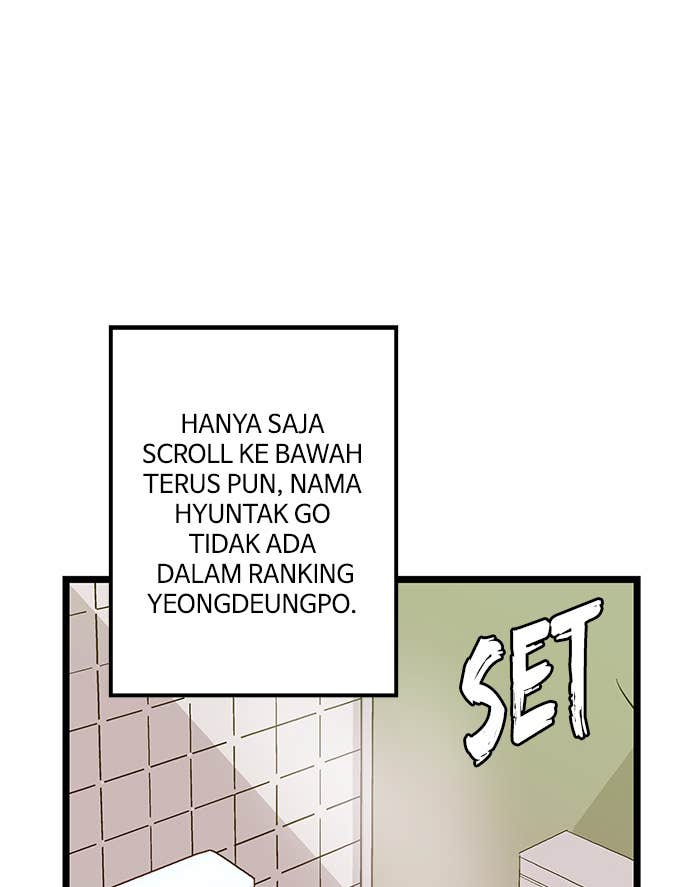 HANYA SAJA
SCROLL KE BAWAH
TERUS PUN, NAMA
HYUNTAK GO
TIDAK ADA
DALAM RANKING
YEONGDEUNGPO.
SET